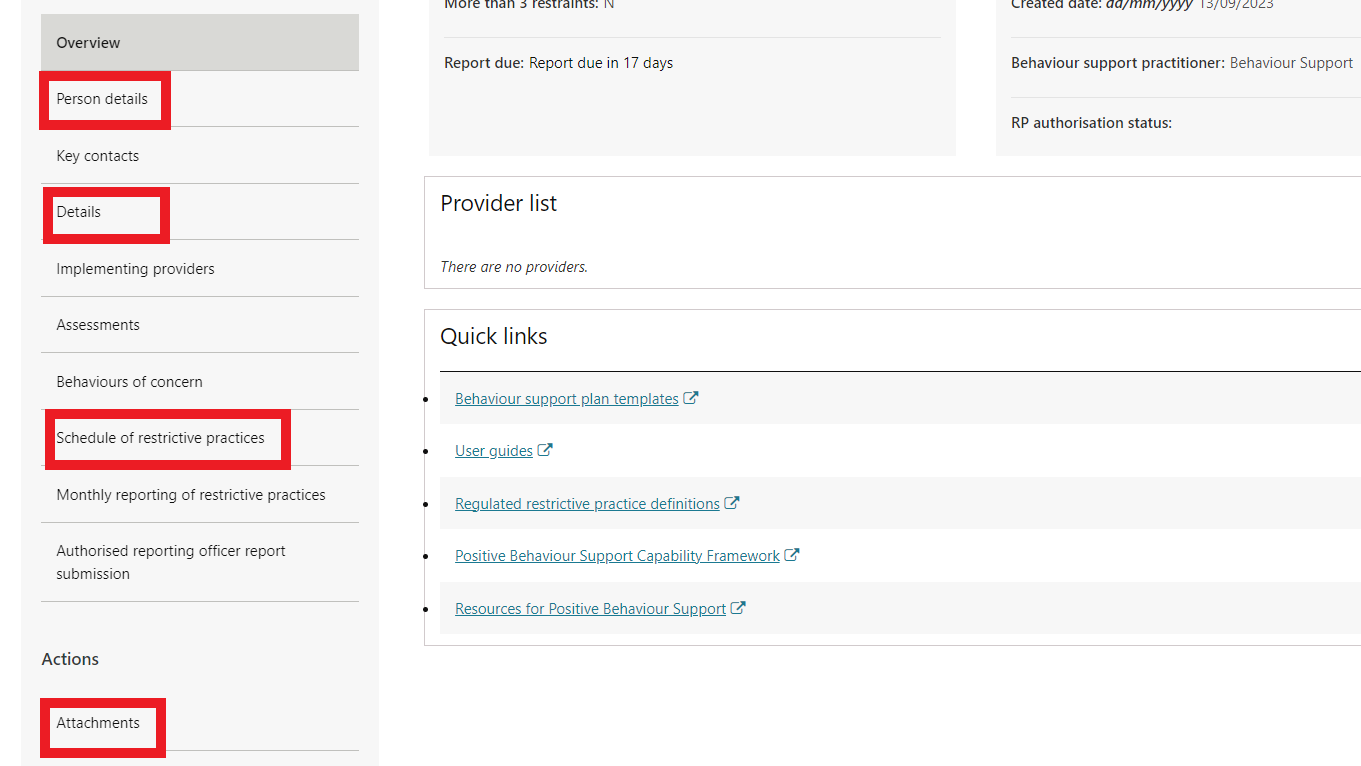 Overview
Person details
Key contacts
Details
Implementing providers
Assessments
Behaviours of concern
Schedule of restrictive practices
Monthly reporting of restrictive practices
Authorised reporting officer report
submission
Actions
Attachments
More than 3 restraints: N
Report due: Report due in 17 days
Created date: dd/mm/yyyy 13/09/2023
Behaviour support practitioner: Behaviour Support
RP authorisation status:
Provider list
There are no providers.
Quick links
Behaviour support plan templates
User guides
Regulated restrictive practice definitions
Positive Behaviour Support Capability Framework
Resources for Positive Behaviour Support